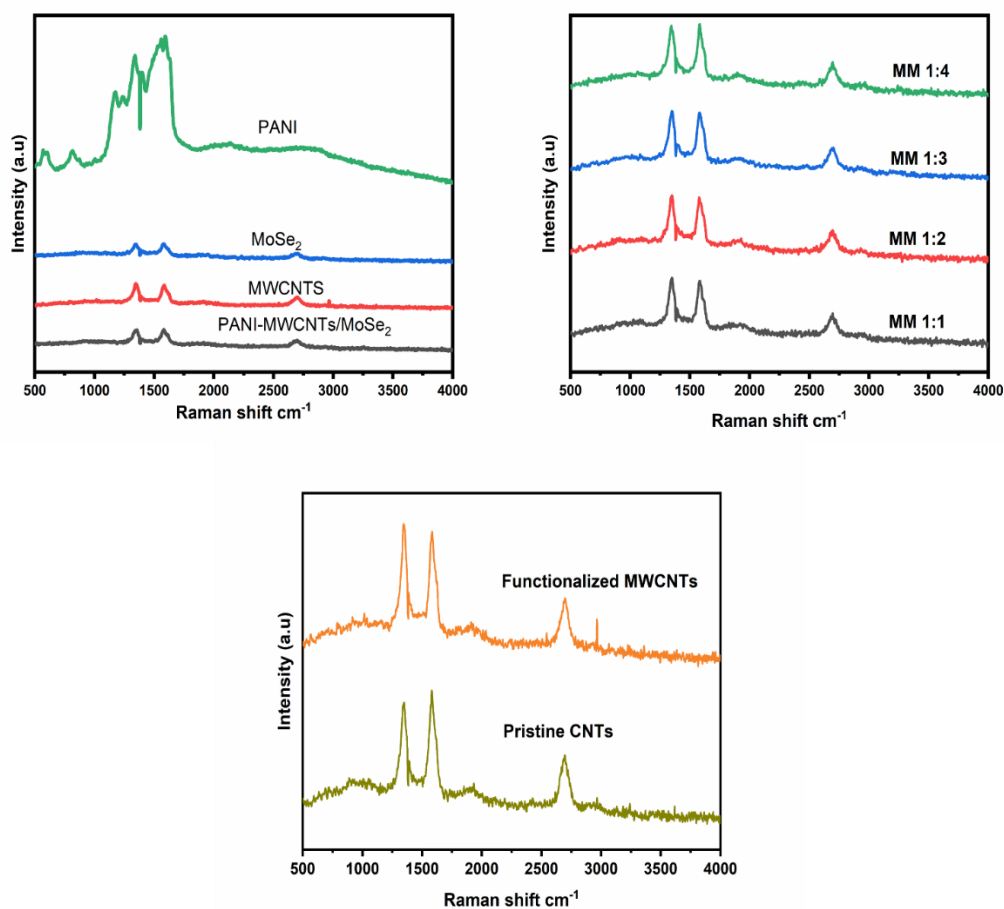 Intensity (a.u)
PANI
MoSe₂
MWCNTS
PANI-MWCNTs/MoSe₂
500 1000 1500 2000 2500 3000 3500 4000
Raman shift cm⁻¹
Intensity (a.u)
MM 1:4
MM 1:3
MM 1:2
MM 1:1
500 1000 1500 2000 2500 3000 3500 4000
Raman shift cm⁻¹
Intensity (a.u)
Functionalized MWCNTs
Pristine CNTs
500 1000 1500 2000 2500 3000 3500 4000
Raman shift cm⁻¹